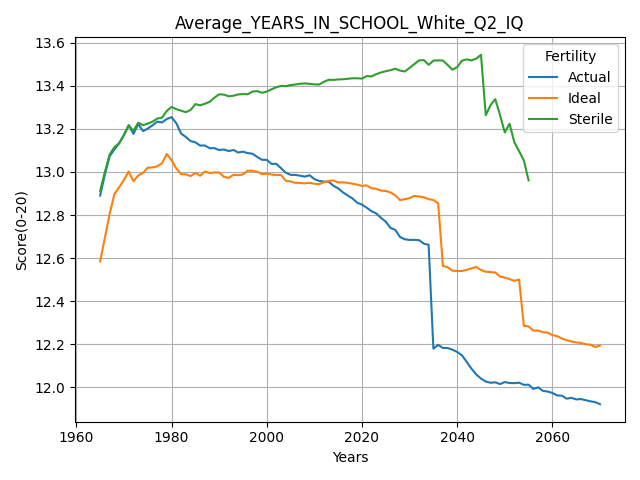 Average_YEARS_IN_SCHOOL_White_Q2_IQ
Score(0-20)
13.6
13.4
13.2
13.0
12.8
12.6
12.4
12.2
12.0
Fertility
Actual
Ideal
Sterile
1960
1980
2000
2020
2040
2060
Years